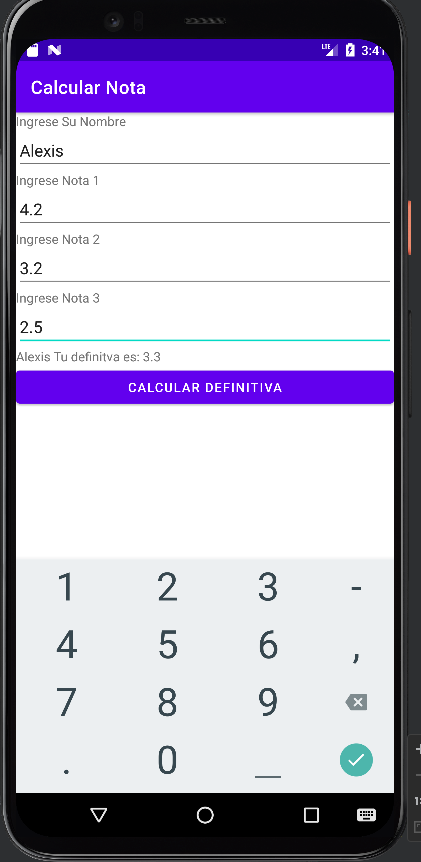 LTE 3:41
Calcular Nota
Ingrese Su Nombre
Alexis
Ingrese Nota 1
4.2
Ingrese Nota 2
3.2
Ingrese Nota 3
2.5
Alexis Tu definitva es: 3.3
CALCULAR DEFINITIVA
1 2 3 -
4 5 6 ,
7 8 9
. 0 _